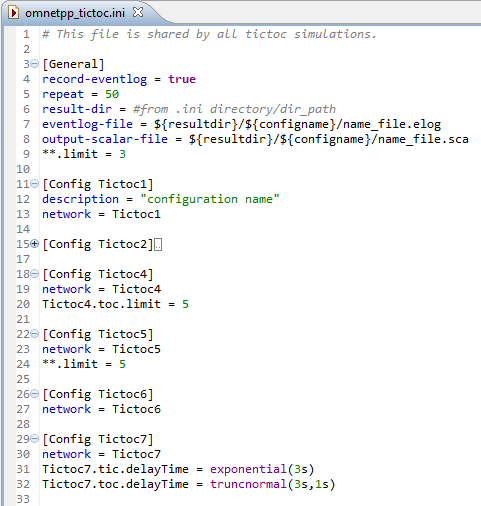 omnetpp_tictoc.ini
1 # This file is shared by all tictoc simulations.
2
3 [General]
4 record-eventlog = true
5 repeat = 50
6 result-dir = #from .ini directory/dir_path
7 eventlog-file = ${resultdir}/${configname}/name_file.elog
8 output-scalar-file = ${resultdir}/${configname}/name_file.sca
9 **.limit = 3
10
11 [Config Tictoc1]
12 description = "configuration name"
13 network = Tictoc1
14
15 [Config Tictoc2]..
17
18 [Config Tictoc4]
19 network = Tictoc4
20 Tictoc4.toc.limit = 5
21
22 [Config Tictoc5]
23 network = Tictoc5
24 **.limit = 5
25
26 [Config Tictoc6]
27 network = Tictoc6
28
29 [Config Tictoc7]
30 network = Tictoc7
31 Tictoc7.tic.delayTime = exponential(3s)
32 Tictoc7.toc.delayTime = truncnormal(3s,1s)
33